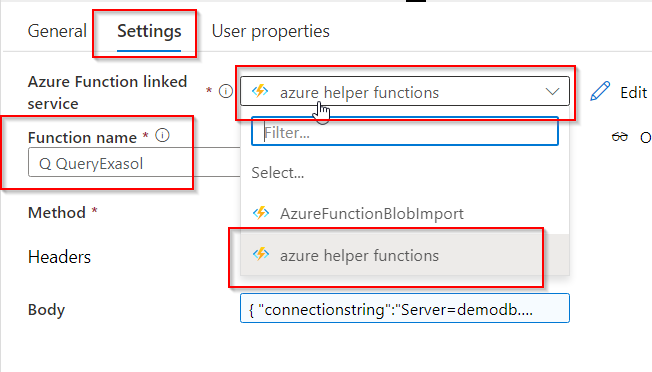 General Settings User properties
Azure Function linked service * azure helper functions Edit
Filter...
Function name *
Q QueryExasol
Select...
AzureFunctionBlobImport
Method *
azure helper functions
Headers
Body { "connectionstring":"Server=demodb....